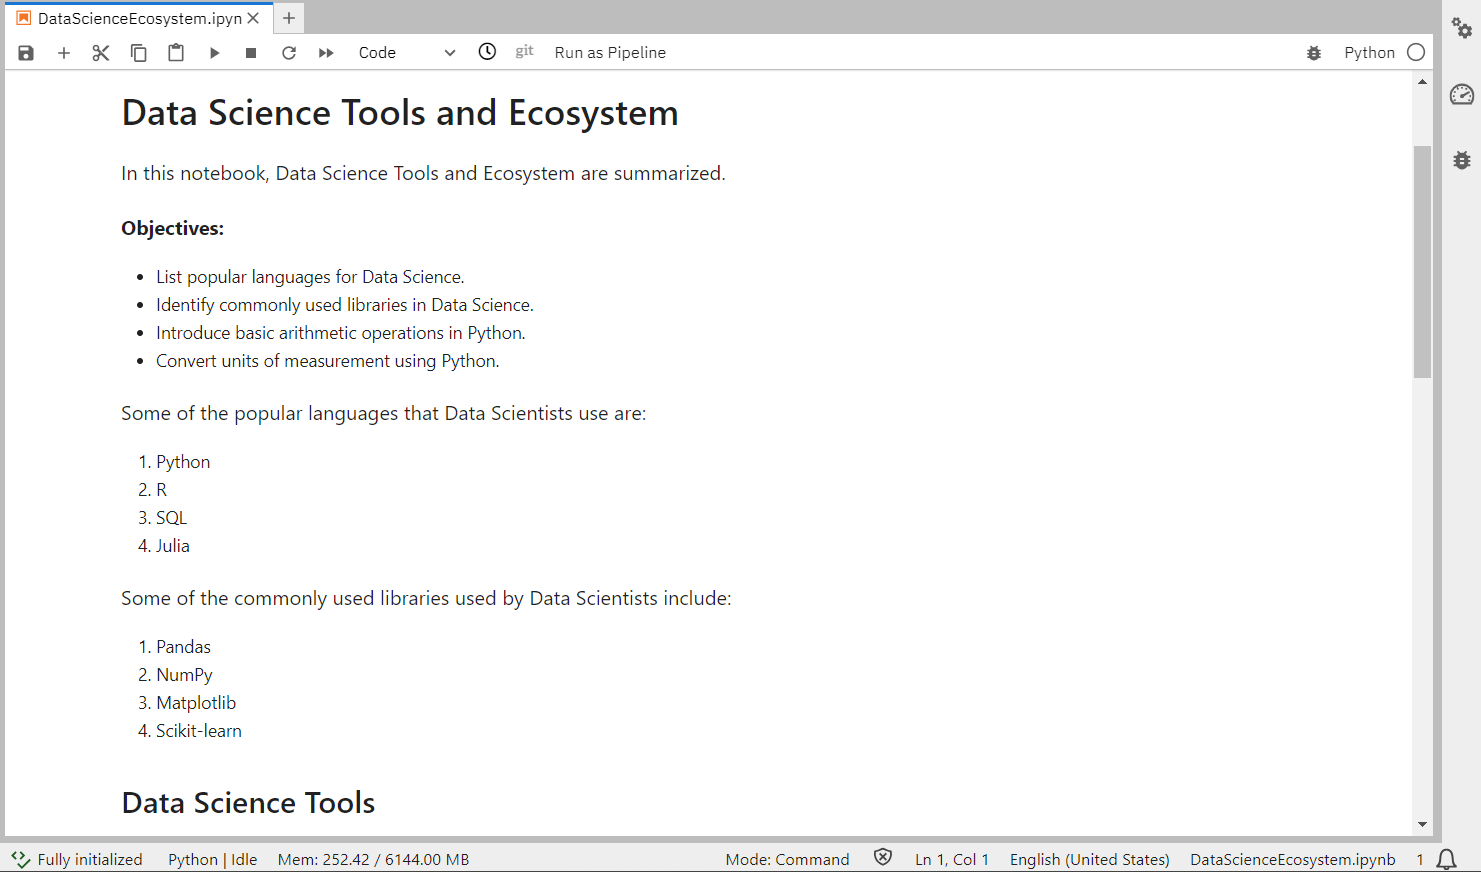 DataScienceEcosystem.ipyn
Code
git
Run as Pipeline
Python
Data Science Tools and Ecosystem
In this notebook, Data Science Tools and Ecosystem are summarized.
Objectives:
• List popular languages for Data Science.
• Identify commonly used libraries in Data Science.
• Introduce basic arithmetic operations in Python.
• Convert units of measurement using Python.
Some of the popular languages that Data Scientists use are:
1. Python
2. R
3. SQL
4. Julia
Some of the commonly used libraries used by Data Scientists include:
1. Pandas
2. NumPy
3. Matplotlib
4. Scikit-learn
Data Science Tools
Fully initialized Python | Idle Mem: 252.42 / 6144.00 MB Mode: Command Ln 1, Col 1 English (United States) DataScienceEcosystem.ipynb 1